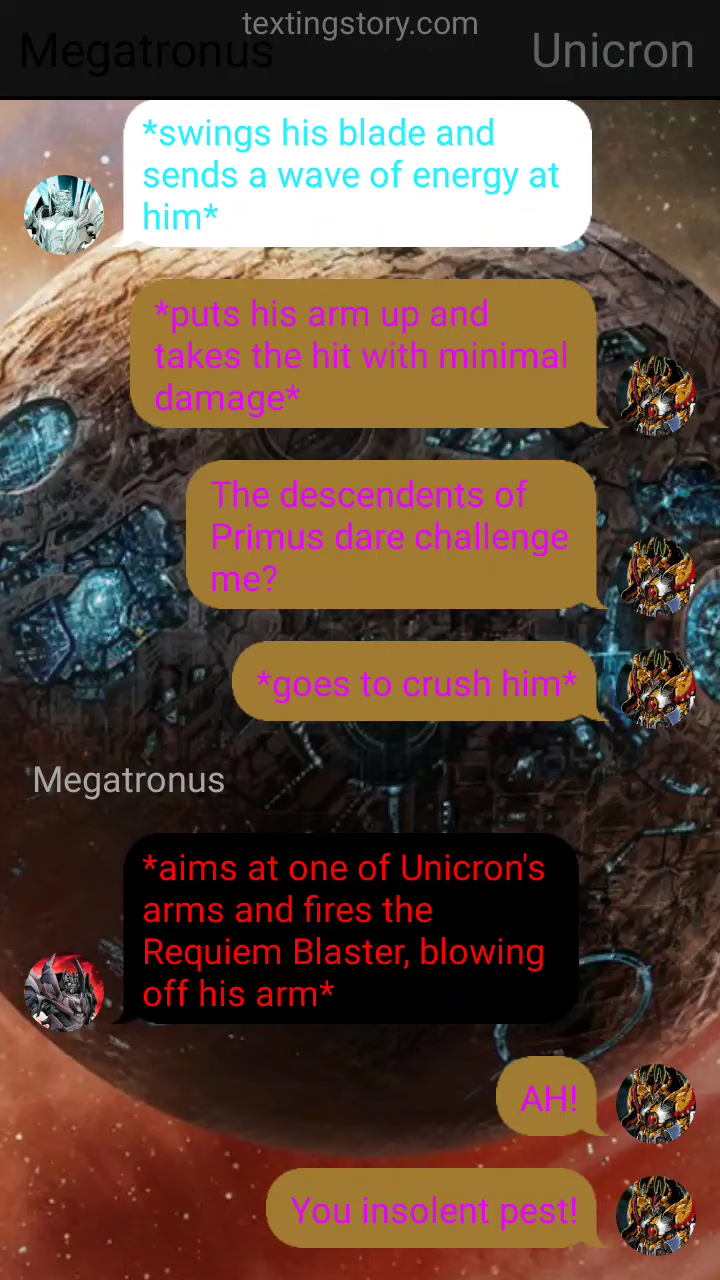 textingstory.com
Megatronus
Unicron
*swings his blade and
sends a wave of energy at
him*
*puts his arm up and
takes the hit with minimal
damage*
The descendents of
Primus dare challenge
me?
*goes to crush him*
Megatronus
*aims at one of Unicron's
arms and fires the
Requiem Blaster, blowing
off his arm*
AH!
You insolent pest!